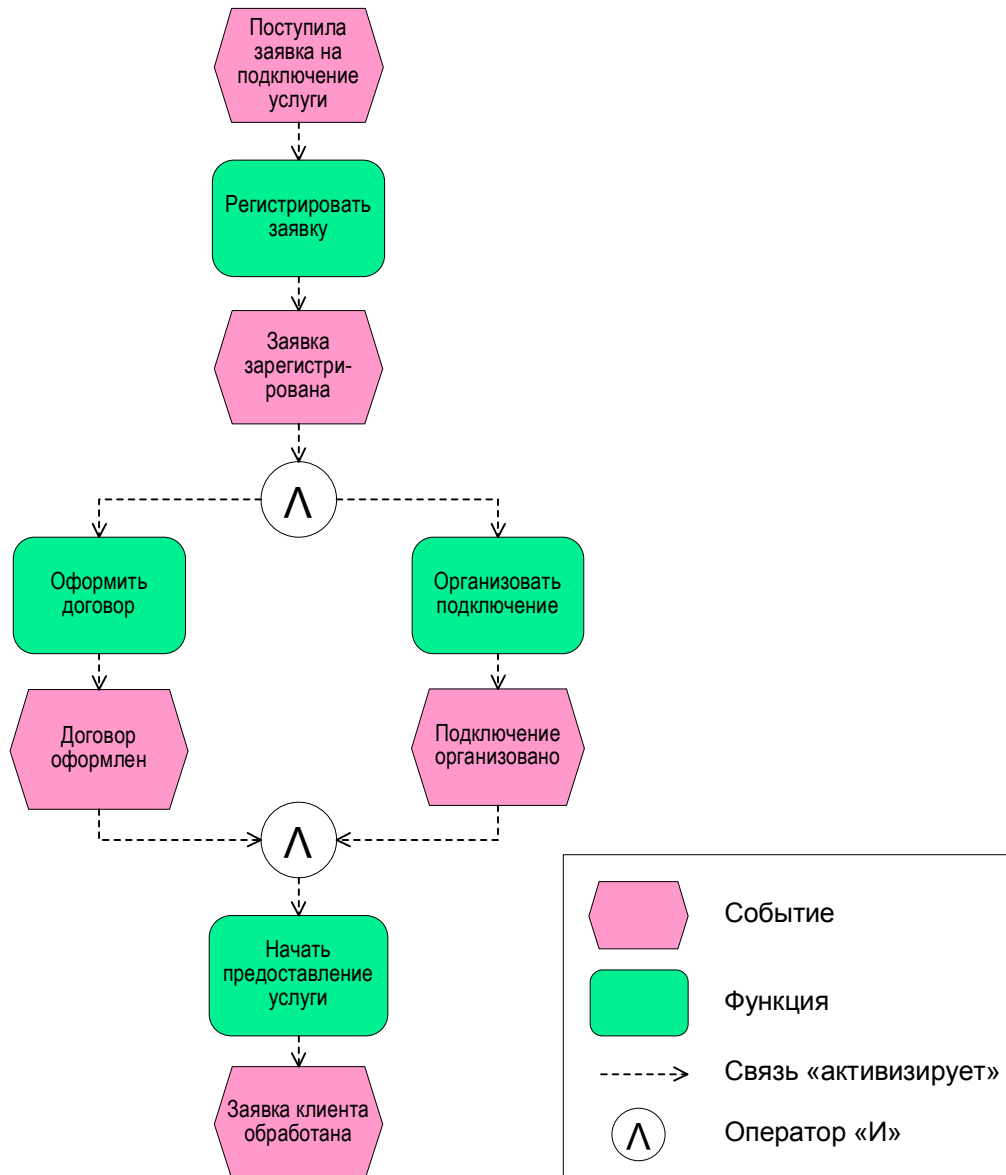 Поступила
заявка на
подключение
услуги
Регистрировать
заявку
Заявка
зарегистри-
рована
Λ
Оформить
договор
Организовать
подключение
Договор
оформлен
Подключение
организовано
Λ
Начать
предоставление
услуги
Заявка клиента
обработана
Событие
Функция
Связь «активизирует»
Λ
Оператор «И»